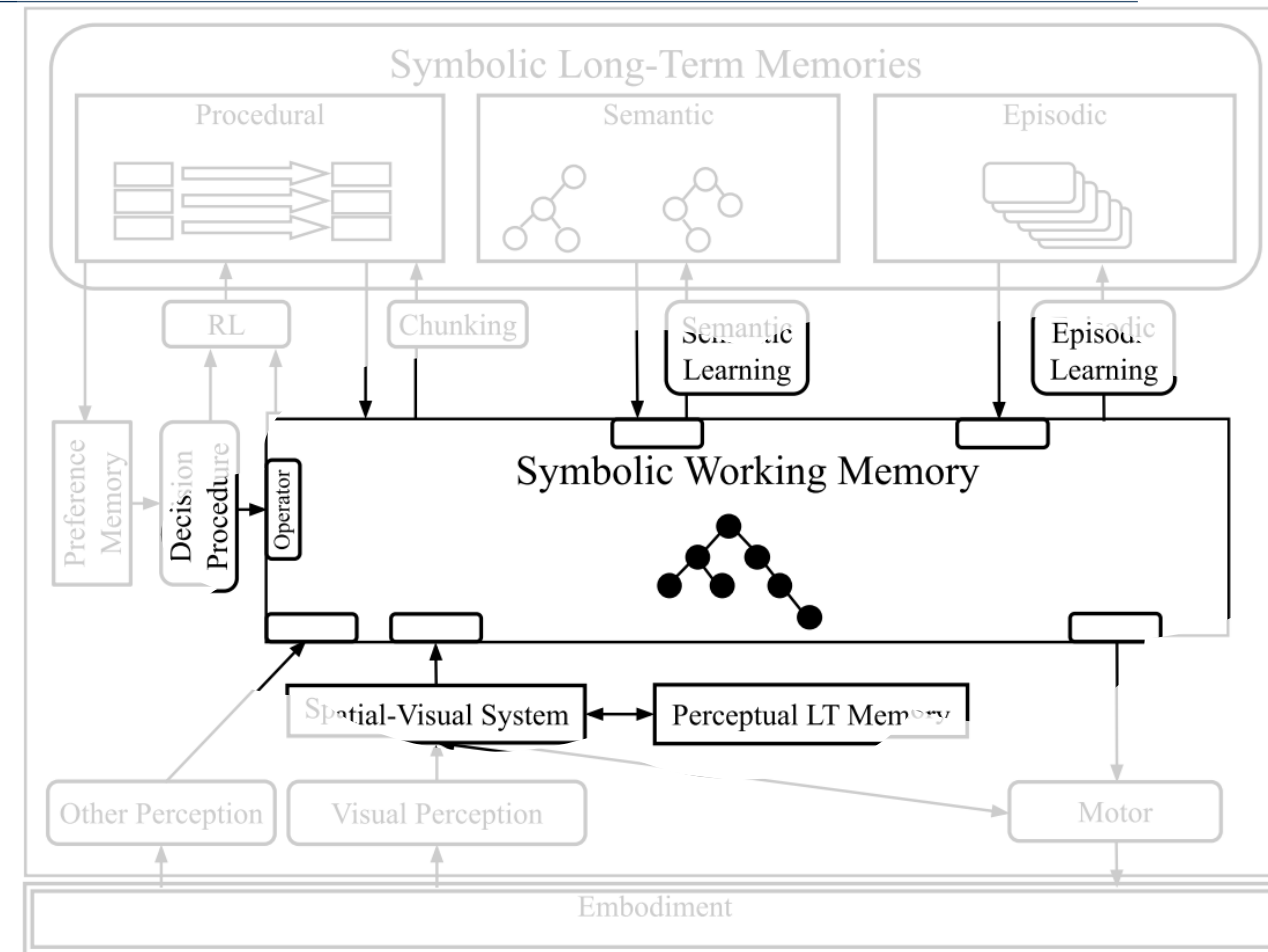 Symbolic Long-Term Memories
Procedural
Semantic
Episodic
RL
Chunking
Semantic
Learning
Episodic
Learning
Preference
Memory
Decision
Procedure
Operator
Symbolic Working Memory
Spatial-Visual System
Perceptual LT Memory
Other Perception
Visual Perception
Motor
Embodiment